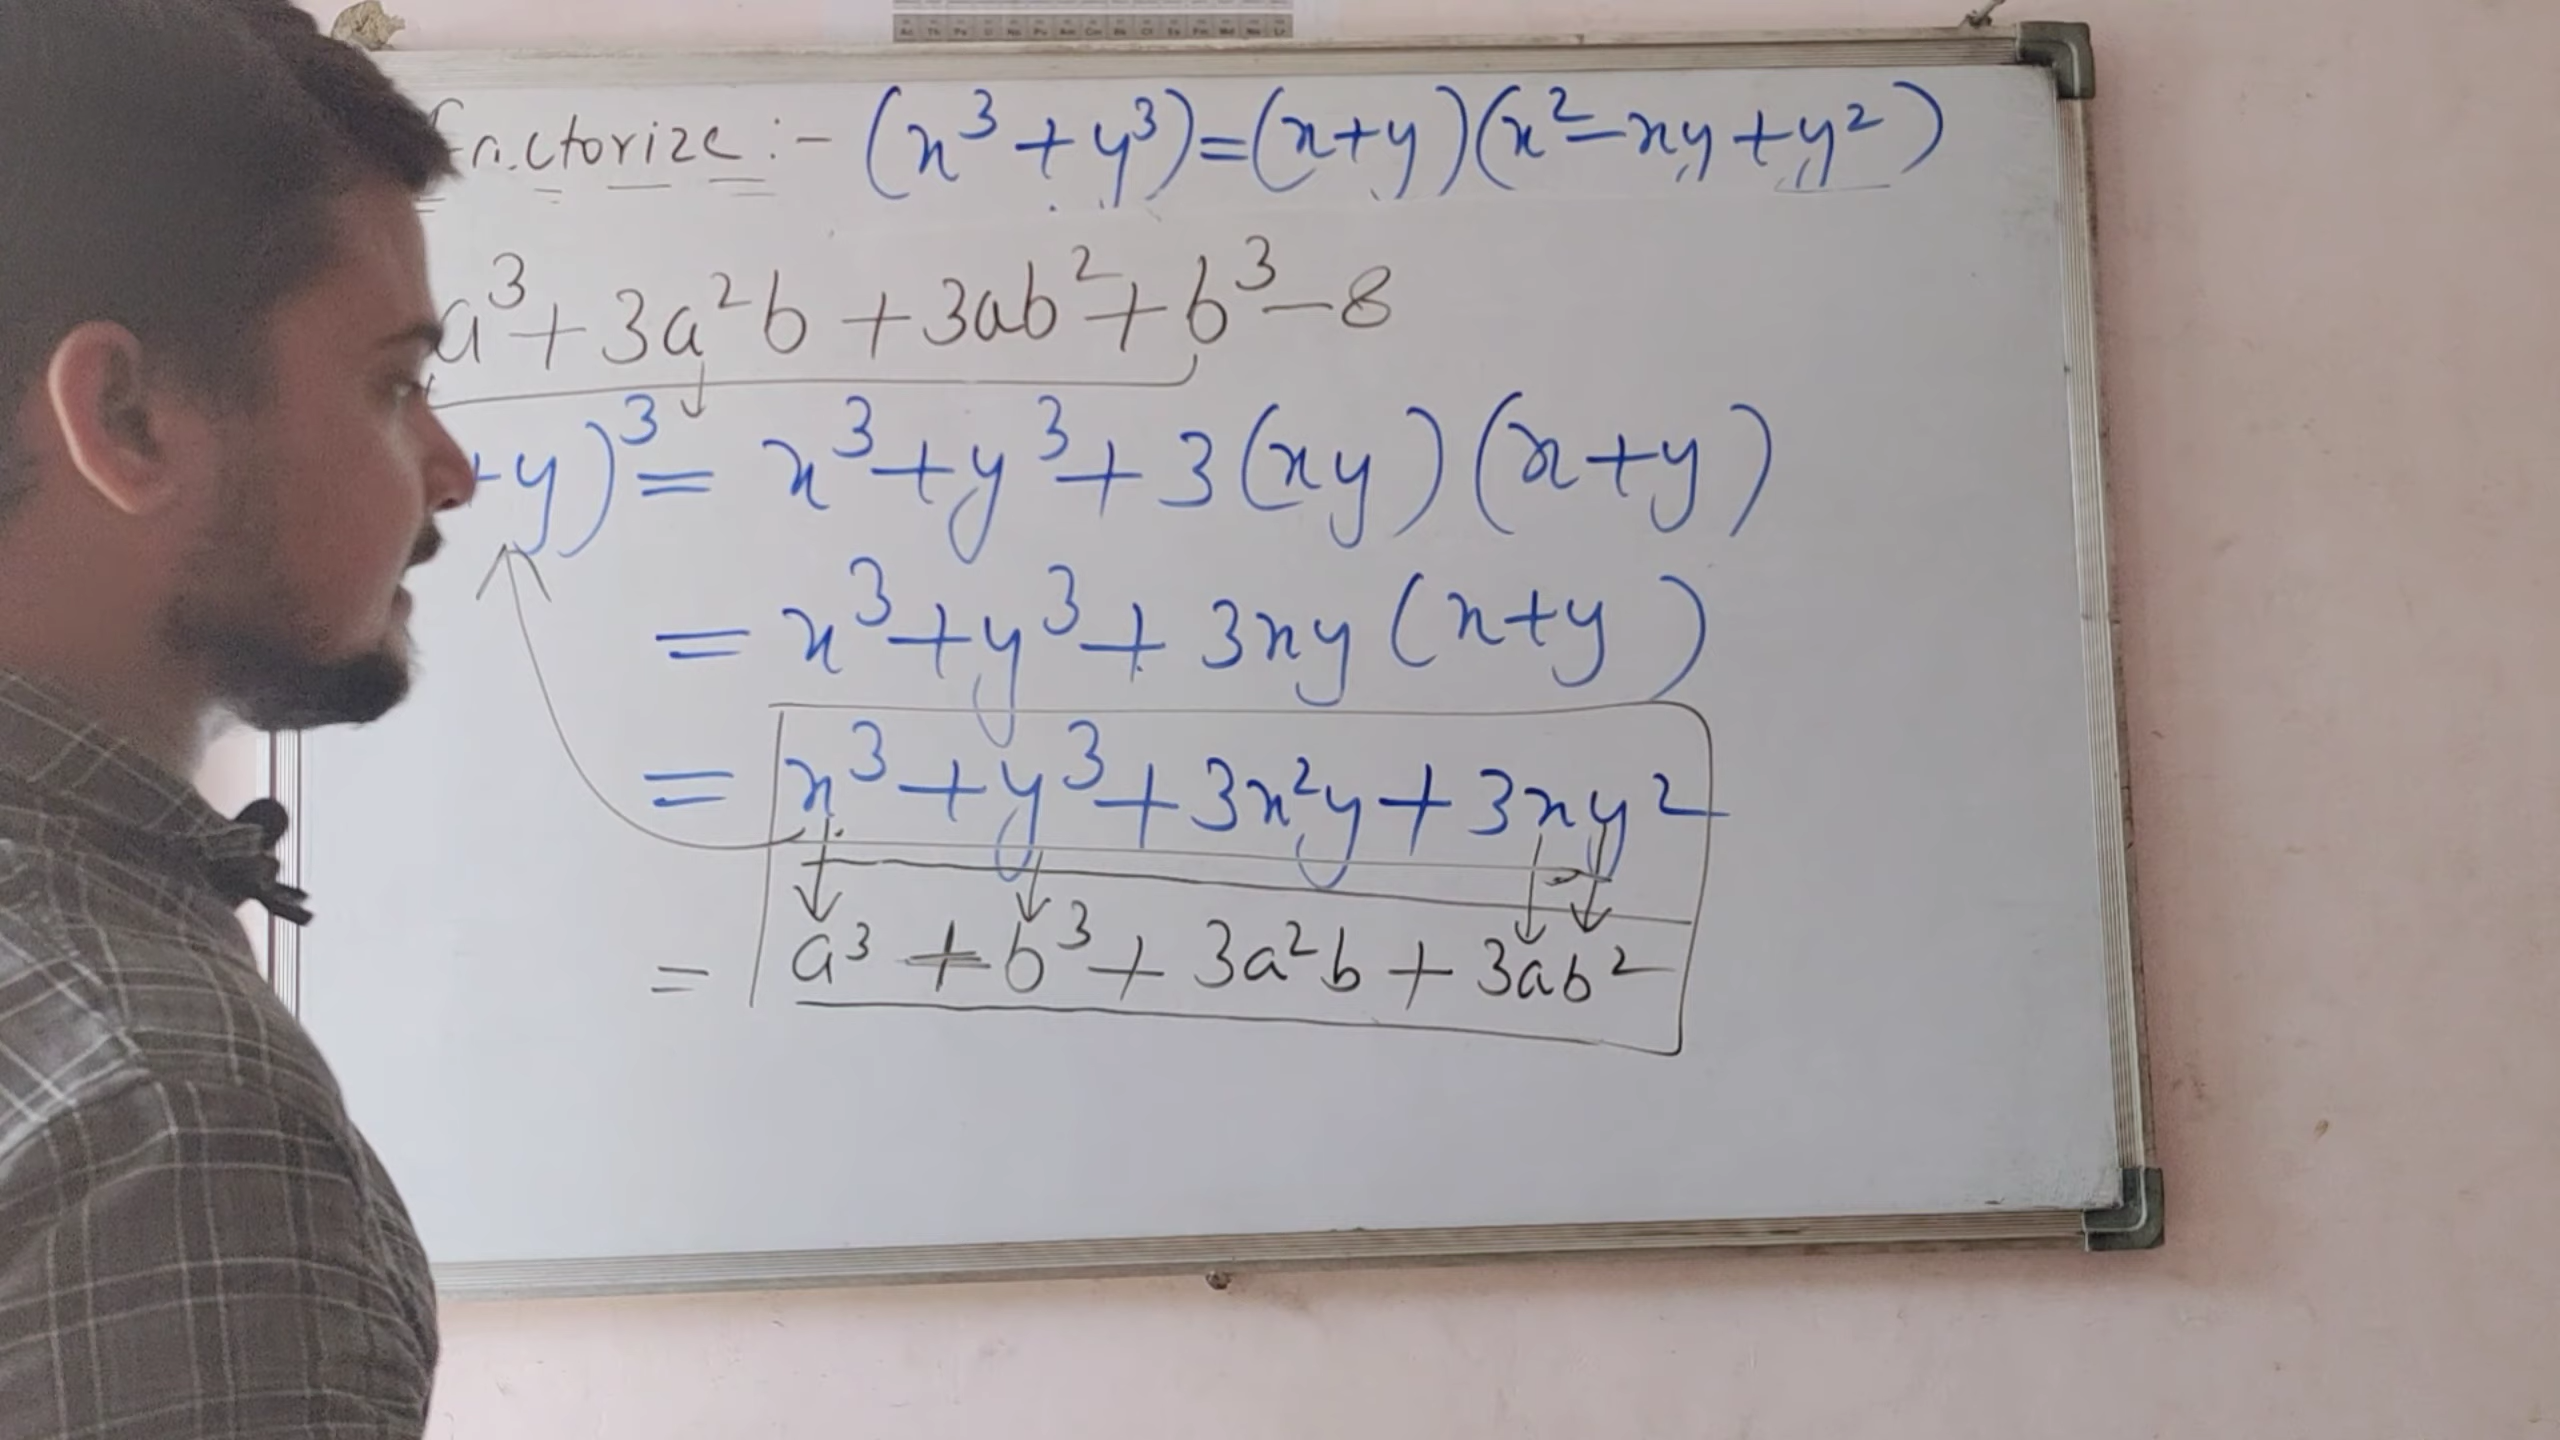 Factorize :- (x³ + y³) = (x+y)(x² - xy + y²)
a³ + 3a²b + 3ab² + b³ - 8
+y)³ = x³ + y³ + 3(xy)(x+y)
= x³ + y³ + 3xy(x+y)
= x³ + y³ + 3x²y + 3xy²
= a³ + b³ + 3a²b + 3ab²